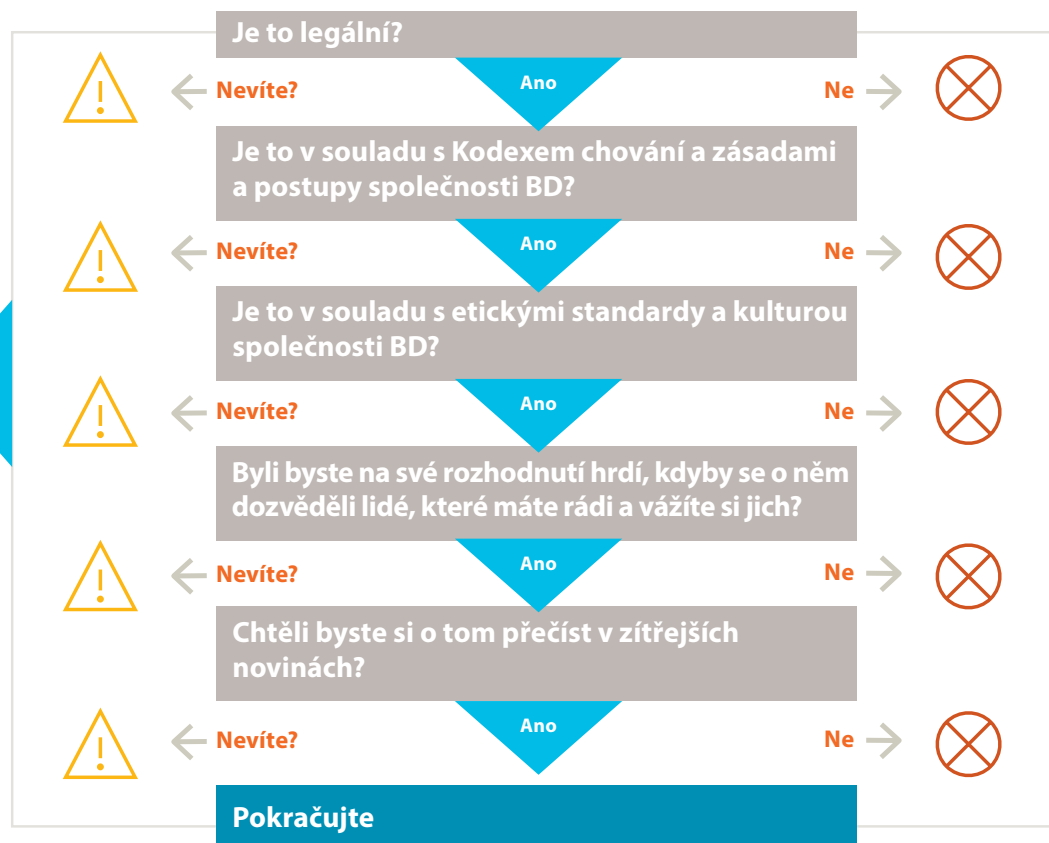 Je to legální?
Nevíte?
Ano
Ne
Je to v souladu s Kodexem chování a zásadami
a postupy společnosti BD?
Nevíte?
Ano
Ne
Je to v souladu s etickými standardy a kulturou
společnosti BD?
Nevíte?
Ano
Ne
Byli byste na své rozhodnutí hrdí, kdyby se o něm
dozvěděli lidé, které máte rádi a vážíte si jich?
Nevíte?
Ano
Ne
Chtěli byste si o tom přečíst v zítřejších
novinách?
Nevíte?
Ano
Ne
Pokračujte